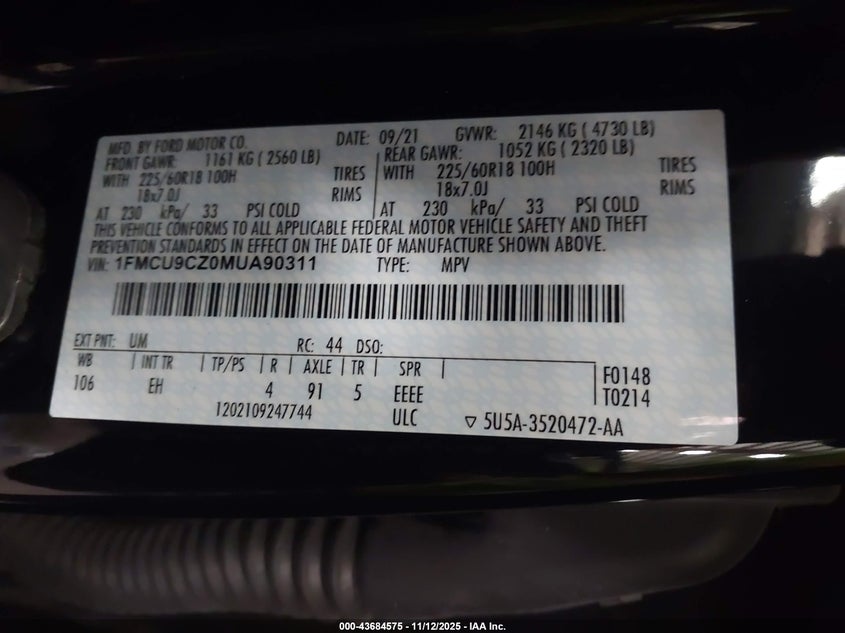 MFD. BY FORD MOTOR CO. DATE: 09/21 GVWR: 2146 KG ( 4730 LB)
FRONT GAWR: 1161 KG ( 2560 LB) REAR GAWR: 1052 KG ( 2320 LB)
WITH 225/60R18 100H TIRES WITH 225/60R18 100H TIRES
18x7.0J RIMS 18x7.0J RIMS
AT 230 kPa/ 33 PSI COLD AT 230 kPa/ 33 PSI COLD
THIS VEHICLE CONFORMS TO ALL APPLICABLE FEDERAL MOTOR VEHICLE SAFETY AND THEFT
PREVENTION STANDARDS IN EFFECT ON THE DATE OF MANUFACTURE SHOWN ABOVE.
VIN: 1FMCU9CZ0MUA90311 TYPE: MPV
EXT PNT: UM RC: 44 DSO:
WB INT TR TP/PS R AXLE TR SPR F0148
106 EH 4 91 5 EEEE T0214
1202109247744 ULC ▽ 5U5A-3520472-AA
000-43684575 - 11/12/2025 - IAA Inc.